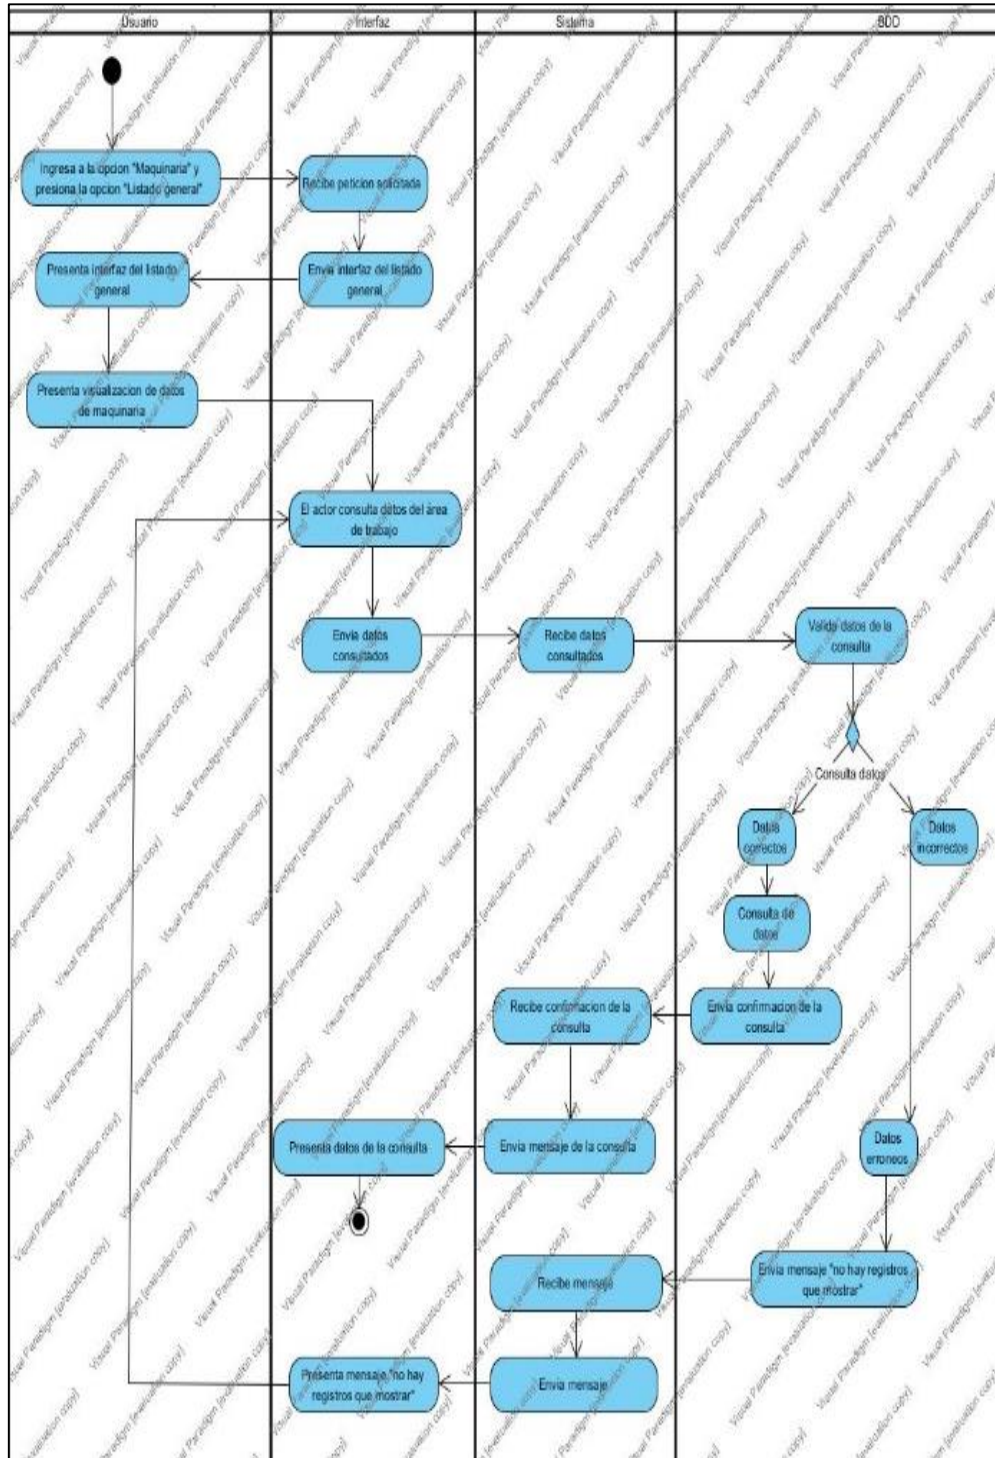 Usuario
Interfaz
Sistema
BDD
Ingresa a la opcion "Maquinaria" y
presiona la opcion "Listado general"
Recibe peticion solicitada
Presenta interfaz del listado
general
Envia interfaz del listado
general
Presenta visualizacion de datos
de maquinaria
El actor consulta datos del área
de trabajo
Envia datos
consultados
Recibe datos
consultados
Valida datos de la
consulta
Consulta datos
Datos
correctos
Datos
incorrectos
Consulta de
datos
Recibe confirmacion de la
consulta
Envia confirmacion de la
consulta
Presenta datos de la consulta
Envia mensaje de la consulta
Datos
erroneos
Recibe mensaje
Envia mensaje "no hay registros
que mostrar"
Presenta mensaje "no hay
registros que mostrar"
Envia mensaje
Visual Paradigm [evaluation copy]